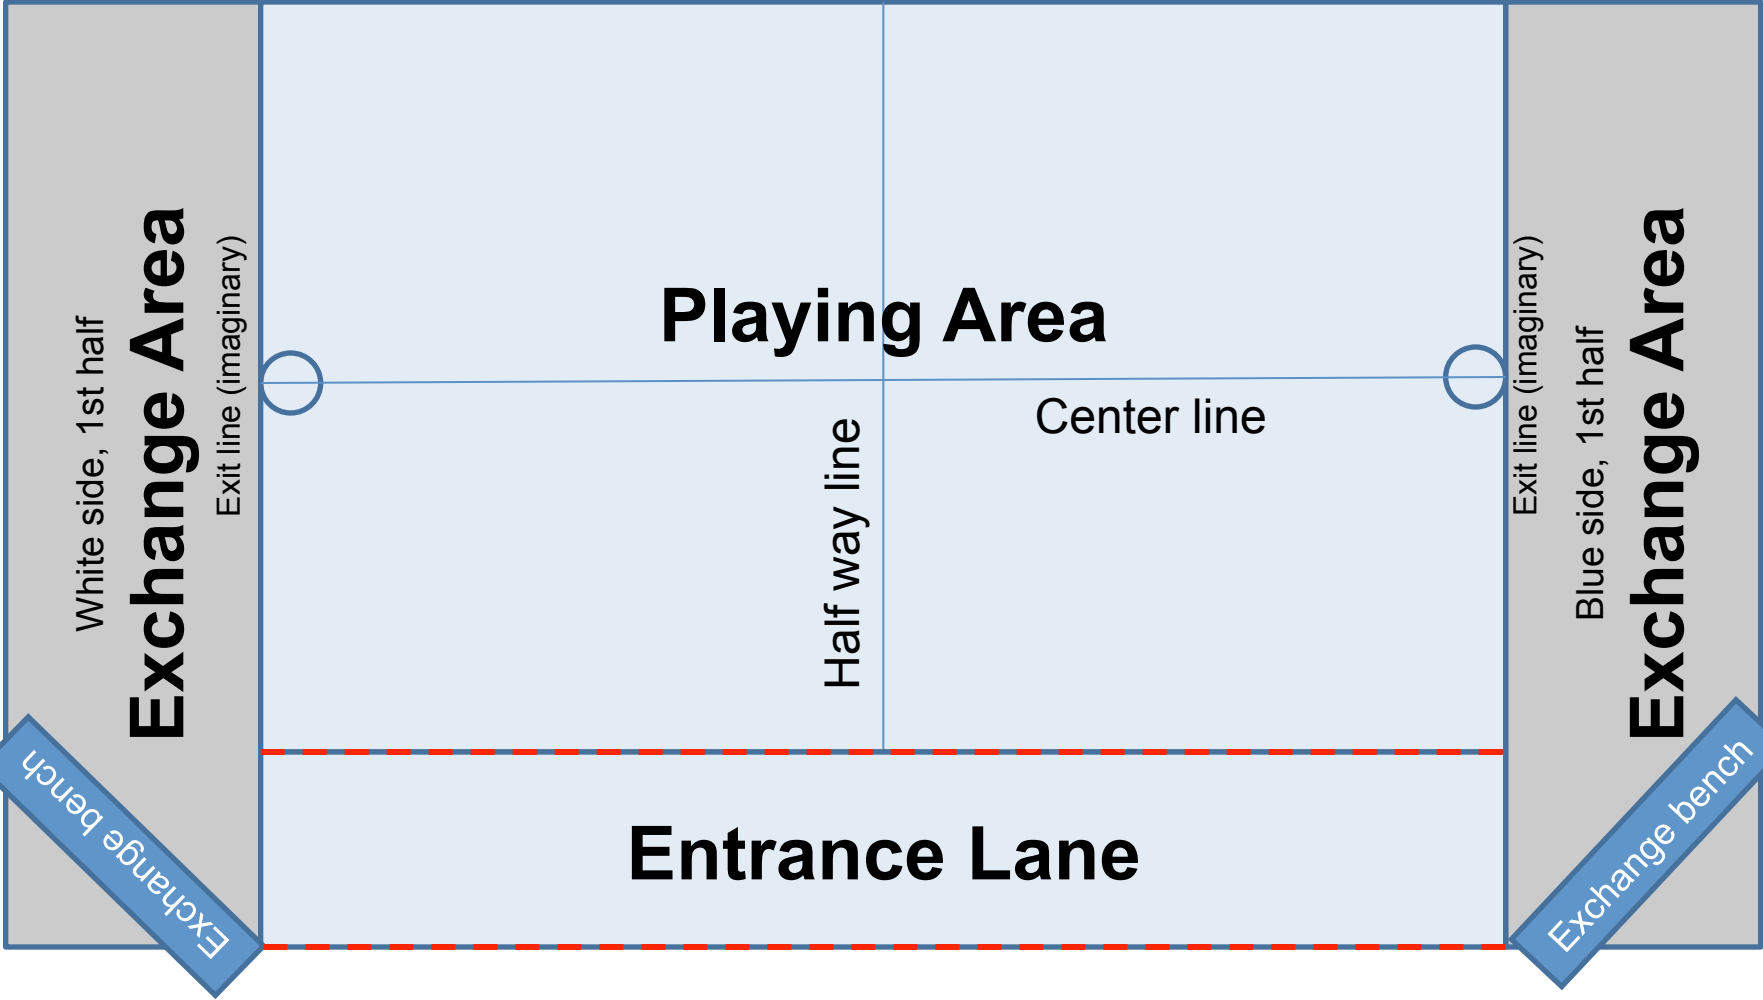 White side, 1st half
Exchange Area
Exit line (imaginary)
Playing Area
Center line
Half way line
Exit line (imaginary)
Blue side, 1st half
Exchange Area
Exchange bench
Entrance Lane
Exchange bench